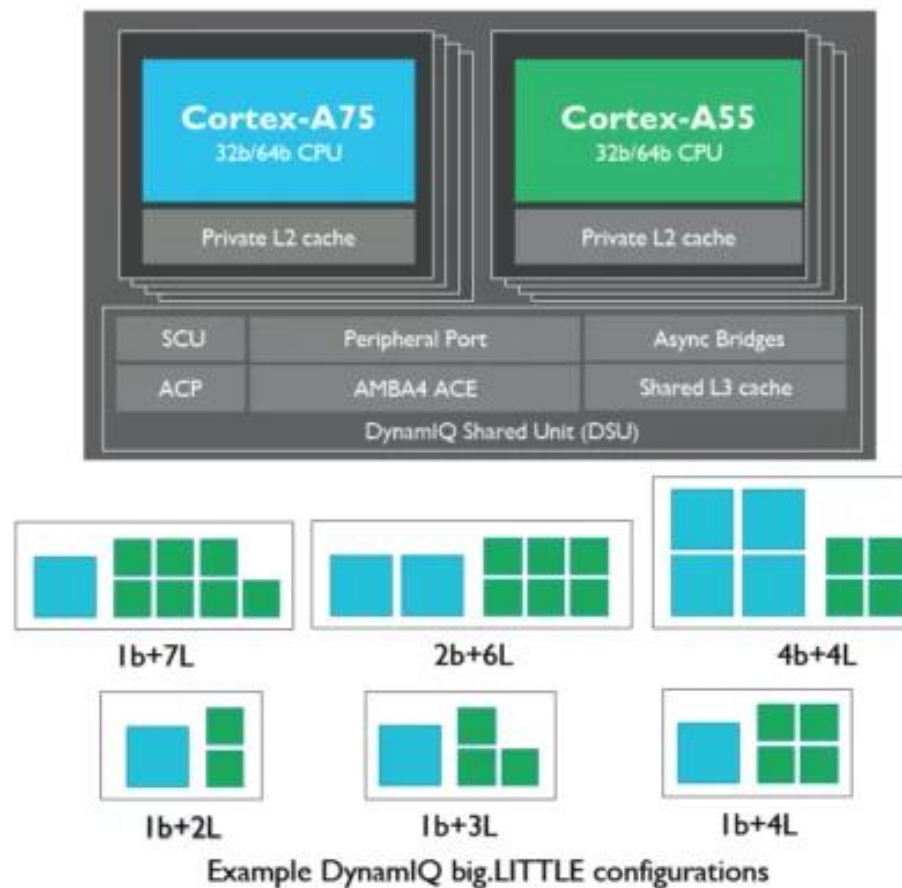 Cortex-A75
32b/64b CPU
Private L2 cache
Cortex-A55
32b/64b CPU
Private L2 cache
SCU Peripheral Port Async Bridges
ACP AMBA4 ACE Shared L3 cache
DynamIQ Shared Unit (DSU)
1b+7L 2b+6L 4b+4L
1b+2L 1b+3L 1b+4L
Example DynamIQ big.LITTLE configurations